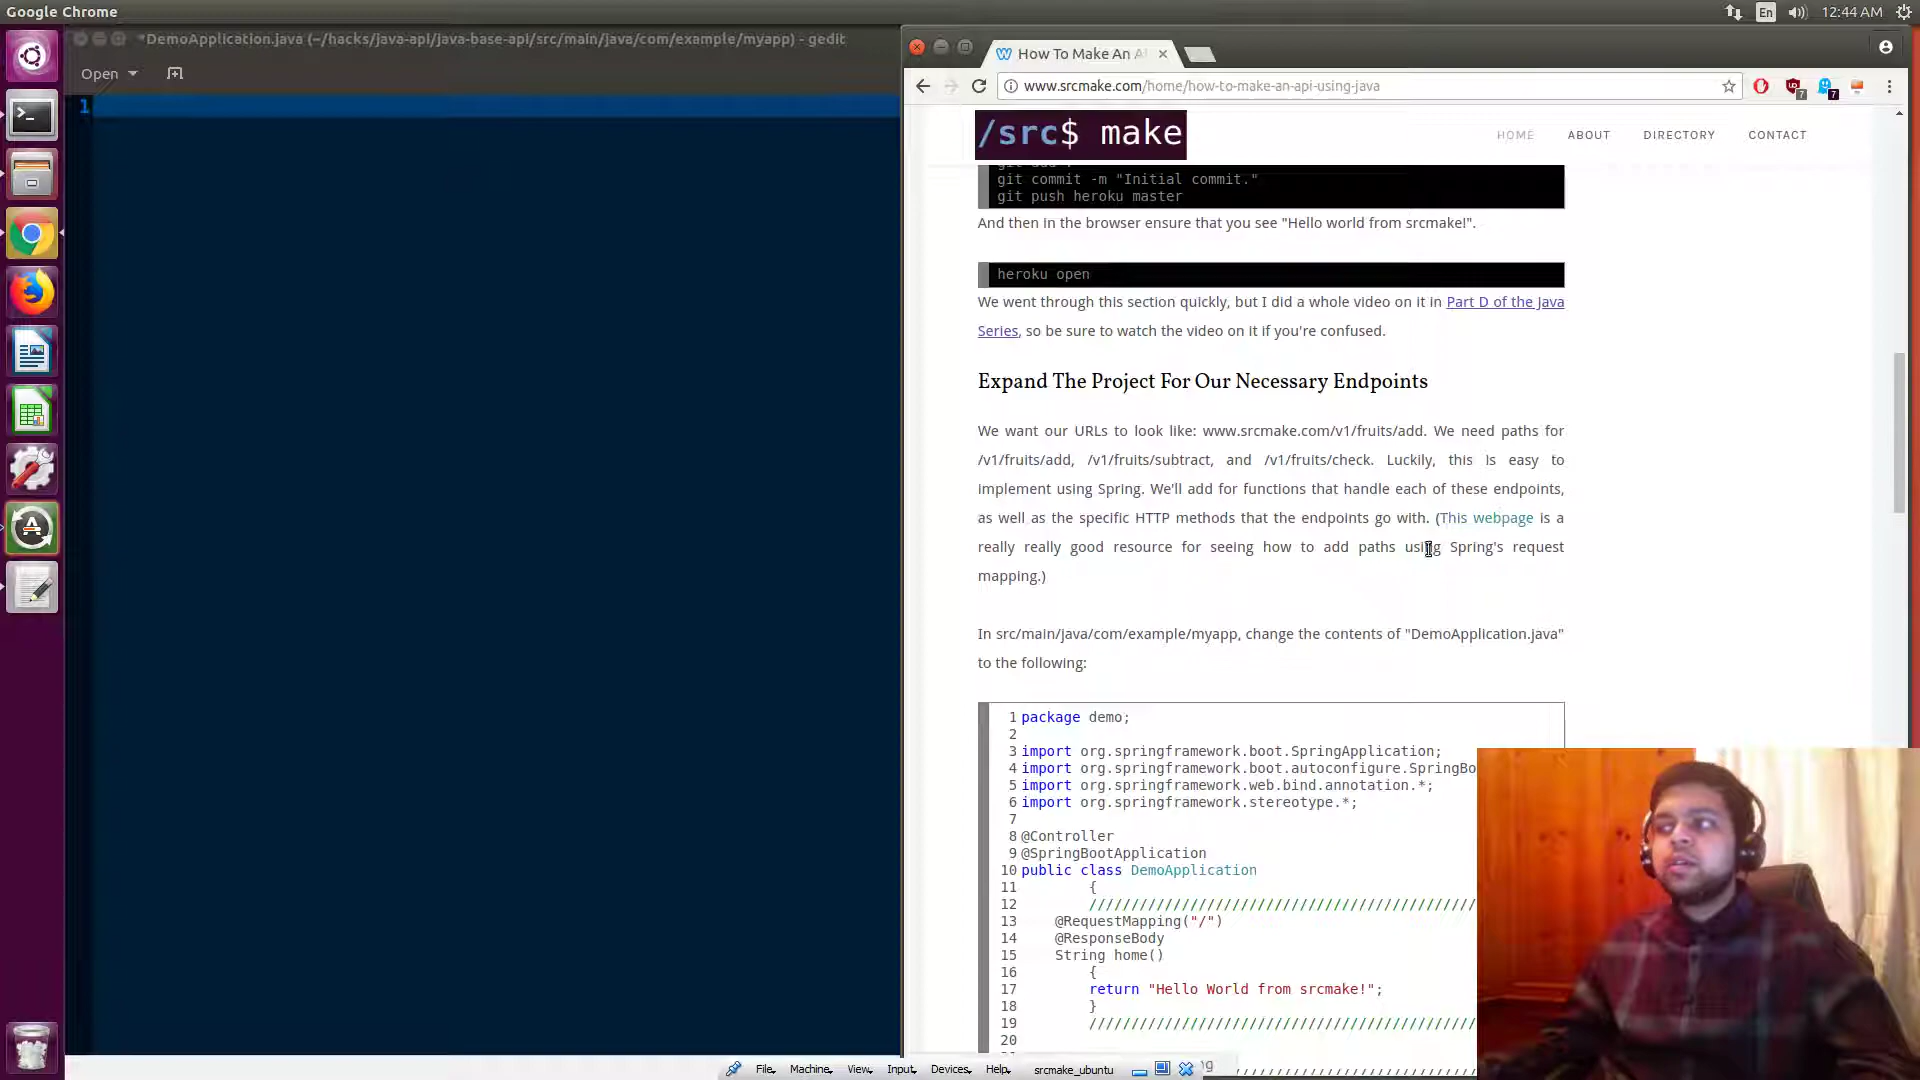 Google Chrome
En
12:44 AM
*DemoApplication.java (~/hacks/java-api/java-base-api/src/main/java/com/example/myapp) - gedit
Open
1
How To Make An A
www.srcmake.com/home/how-to-make-an-api-using-java
7
7
/src$ make
HOME ABOUT DIRECTORY CONTACT
git add .
git commit -m "Initial commit."
git push heroku master
And then in the browser ensure that you see "Hello world from srcmake!".
heroku open
We went through this section quickly, but I did a whole video on it in Part D of the Java
Series, so be sure to watch the video on it if you're confused.
Expand The Project For Our Necessary Endpoints
We want our URLs to look like: www.srcmake.com/v1/fruits/add. We need paths for
/v1/fruits/add, /v1/fruits/subtract, and /v1/fruits/check. Luckily, this is easy to
implement using Spring. We'll add for functions that handle each of these endpoints,
as well as the specific HTTP methods that the endpoints go with. (This webpage is a
really really good resource for seeing how to add paths using Spring's request
mapping.)
In src/main/java/com/example/myapp, change the contents of "DemoApplication.java"
to the following:
1 package demo;
2
3 import org.springframework.boot.SpringApplication;
4 import org.springframework.boot.autoconfigure.SpringBo
5 import org.springframework.web.bind.annotation.*;
6 import org.springframework.stereotype.*;
7
8 @Controller
9 @SpringBootApplication
10 public class DemoApplication
11 {
12 //////////////////////////////////////////////
13 @RequestMapping("/")
14 @ResponseBody
15 String home()
16 {
17 return "Hello World from srcmake!";
18 }
19 //////////////////////////////////////////////
20
File Machine View Input Devices Help srcmake_ubuntu